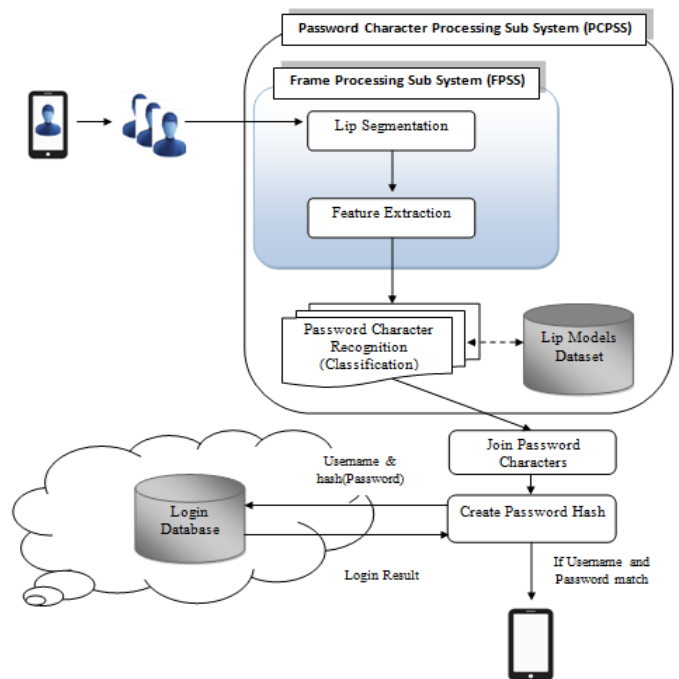 Password Character Processing Sub System (PCPSS)
Frame Processing Sub System (FPSS)
Lip Segmentation
Feature Extraction
Password Character
Recognition
(Classification)
Lip Models
Dataset
Join Password
Characters
Username &
hash(Password)
Login
Database
Create Password Hash
Login Result
If Username and
Password match